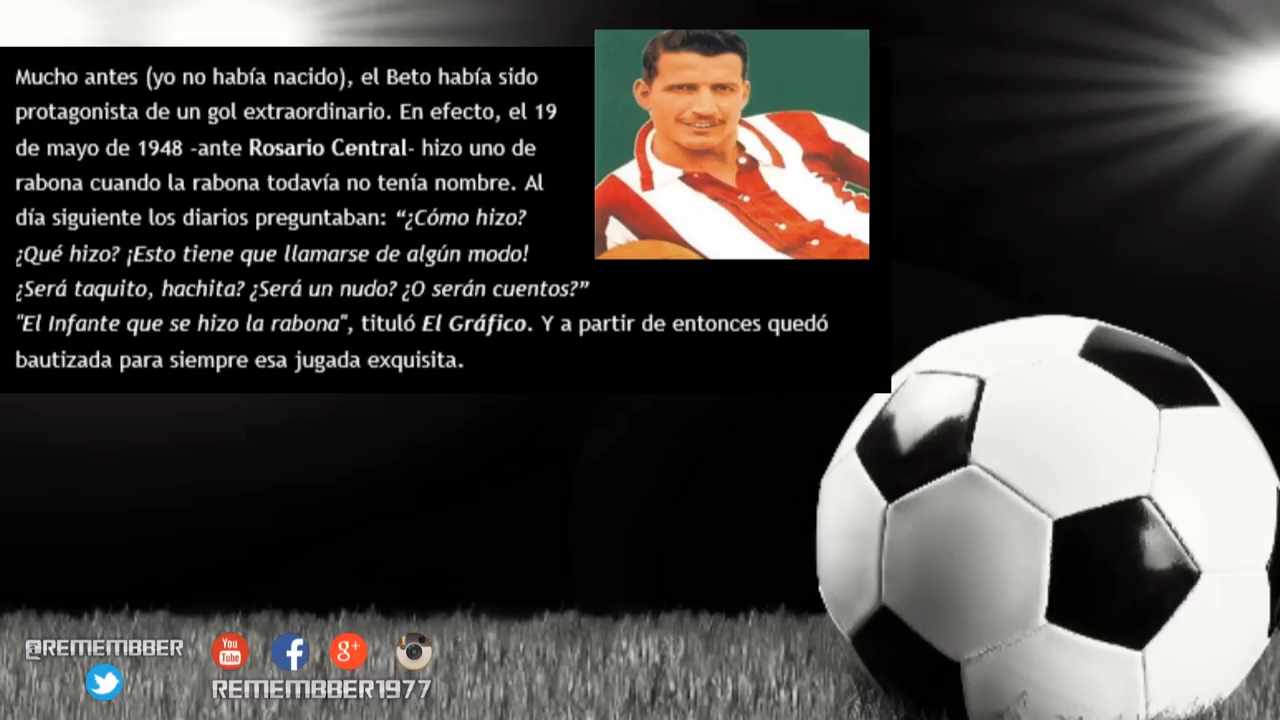 Mucho antes (yo no había nacido), el Beto había sido
protagonista de un gol extraordinario. En efecto, el 19
de mayo de 1948 -ante Rosario Central- hizo uno de
rabona cuando la rabona todavía no tenía nombre. Al
día siguiente los diarios preguntaban: “¿Cómo hizo?
¿Qué hizo? ¡Esto tiene que llamarse de algún modo!
¿Será taquito, hachita? ¿Será un nudo? ¿O serán cuentos?”
"El Infante que se hizo la rabona", tituló El Gráfico. Y a partir de entonces quedó
bautizada para siempre esa jugada exquisita.
@REMEMBBER
You Tube
f
g+
REMEMBBER1977